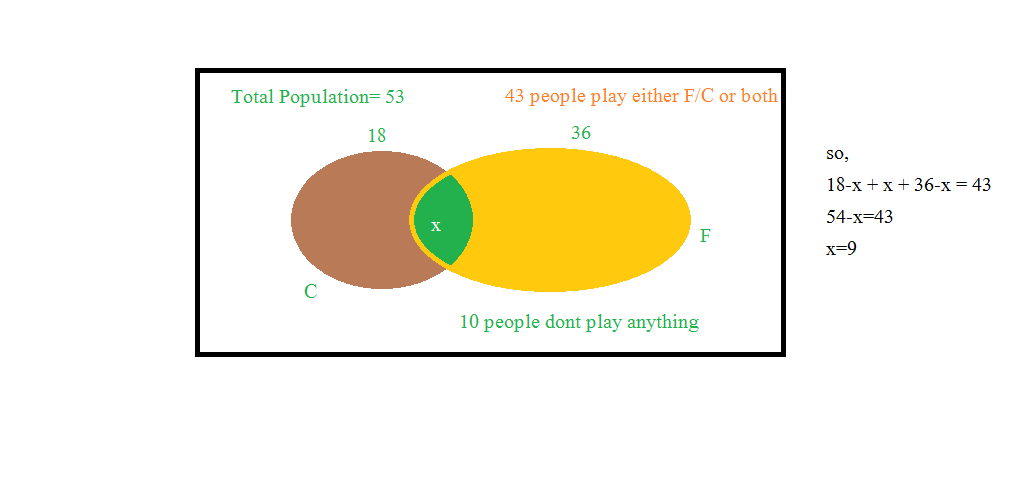 Total Population= 53
43 people play either F/C or both
18
36
x
F
C
10 people dont play anything
so,
18-x + x + 36-x = 43
54-x=43
x=9